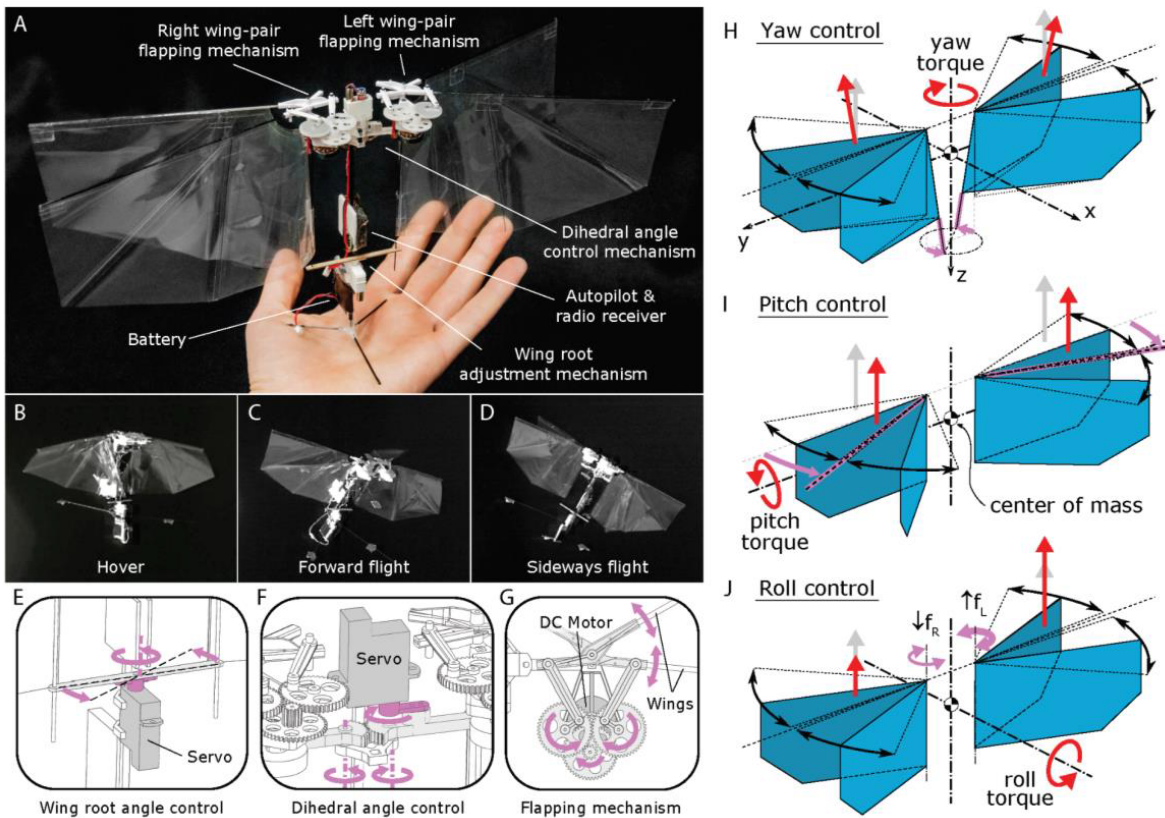 A
Right wing-pair
flapping mechanism
Left wing-pair
flapping mechanism
Dihedral angle
control mechanism
Autopilot &
radio receiver
Battery
Wing root
adjustment mechanism
B
Hover
C
Forward flight
D
Sideways flight
E
Servo
Wing root angle control
F
Servo
Dihedral angle control
G
DC Motor
Wings
Flapping mechanism
H
Yaw control
yaw
torque
x
y
z
I
Pitch control
pitch
torque
center of mass
J
Roll control
↓fR
↑fL
roll
torque